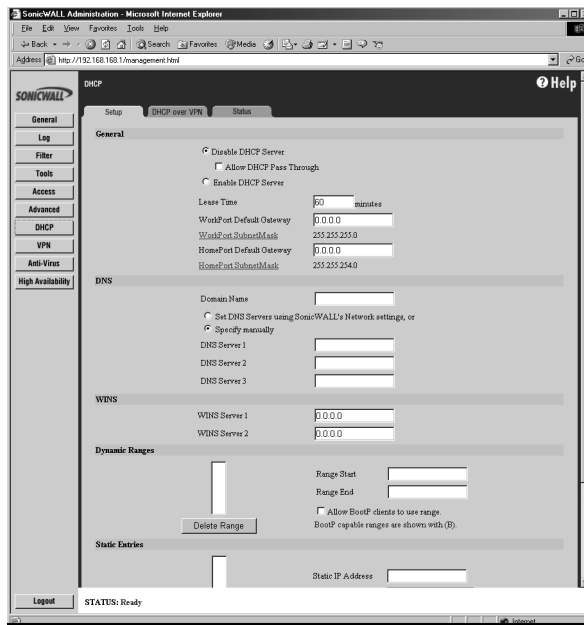 SonicWALL Administration - Microsoft Internet Explorer
File Edit View Favorites Tools Help
Back Search Favorites Media
Address http://192.168.168.1/management.html Go
SONICWALL
DHCP
Help
Setup DHCP over VPN Status
General
Log
Filter
Tools
Access
Advanced
DHCP
VPN
Anti-Virus
High Availability
General
Disable DHCP Server
Allow DHCP Pass Through
Enable DHCP Server
Lease Time 60 minutes
WorkPort Default Gateway 0.0.0.0
WorkPort SubnetMask 255.255.255.0
HomePort Default Gateway 0.0.0.0
HomePort SubnetMask 255.255.254.0
DNS
Domain Name
Set DNS Servers using SonicWALL's Network settings, or
Specify manually
DNS Server 1
DNS Server 2
DNS Server 3
WINS
WINS Server 1 0.0.0.0
WINS Server 2 0.0.0.0
Dynamic Ranges
Range Start
Range End
Allow BootP clients to use range.
Delete Range BootP capable ranges are shown with (B).
Static Entries
Static IP Address
Logout STATUS: Ready
Internet